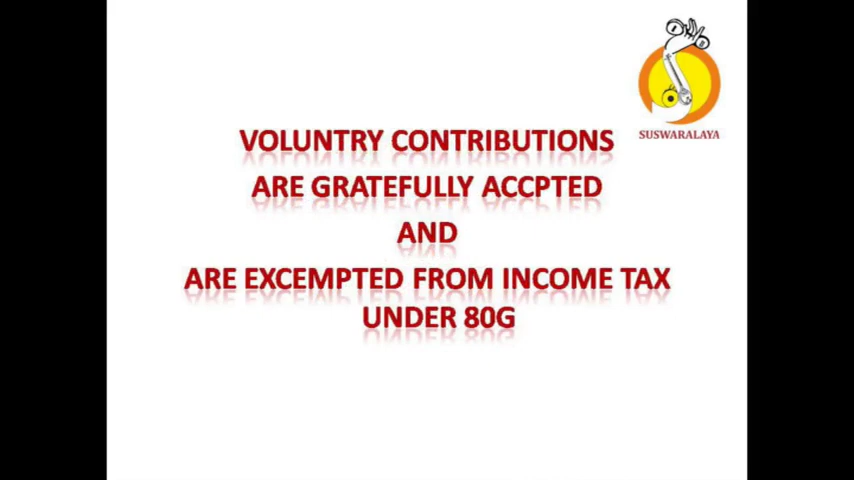 SUSWARALAYA
VOLUNTRY CONTRIBUTIONS
ARE GRATEFULLY ACCPTED
AND
ARE EXCEMPTED FROM INCOME TAX
UNDER 80G